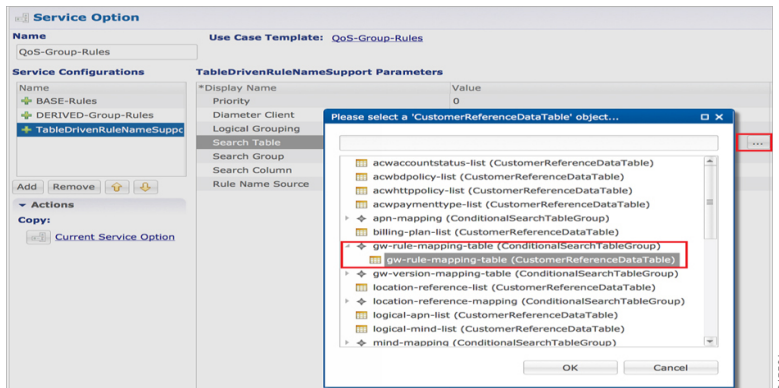 Service Option
Name
Use Case Template: QoS-Group-Rules
QoS-Group-Rules
Service Configurations
TableDrivenRuleNameSupport Parameters
Name
BASE-Rules
DERIVED-Group-Rules
TableDrivenRuleNameSuppc
*Display Name
Value
Priority
0
Diameter Client
Logical Grouping
Search Table
...
Search Group
Search Column
Rule Name Source
Add
Remove
Actions
Copy:
Current Service Option
Please select a 'CustomerReferenceDataTable' object...
acwaccountstatus-list (CustomerReferenceDataTable)
acwbdpolicy-list (CustomerReferenceDataTable)
acwhttppolicy-list (CustomerReferenceDataTable)
acwpaymenttype-list (CustomerReferenceDataTable)
apn-mapping (ConditionalSearchTableGroup)
billing-plan-list (CustomerReferenceDataTable)
gw-rule-mapping-table (ConditionalSearchTableGroup)
gw-rule-mapping-table (CustomerReferenceDataTable)
gw-version-mapping-table (ConditionalSearchTableGroup)
location-reference-list (CustomerReferenceDataTable)
location-reference-mapping (ConditionalSearchTableGroup)
logical-apn-list (CustomerReferenceDataTable)
logical-mind-list (CustomerReferenceDataTable)
mind-mapping (ConditionalSearchTableGroup)
OK
Cancel